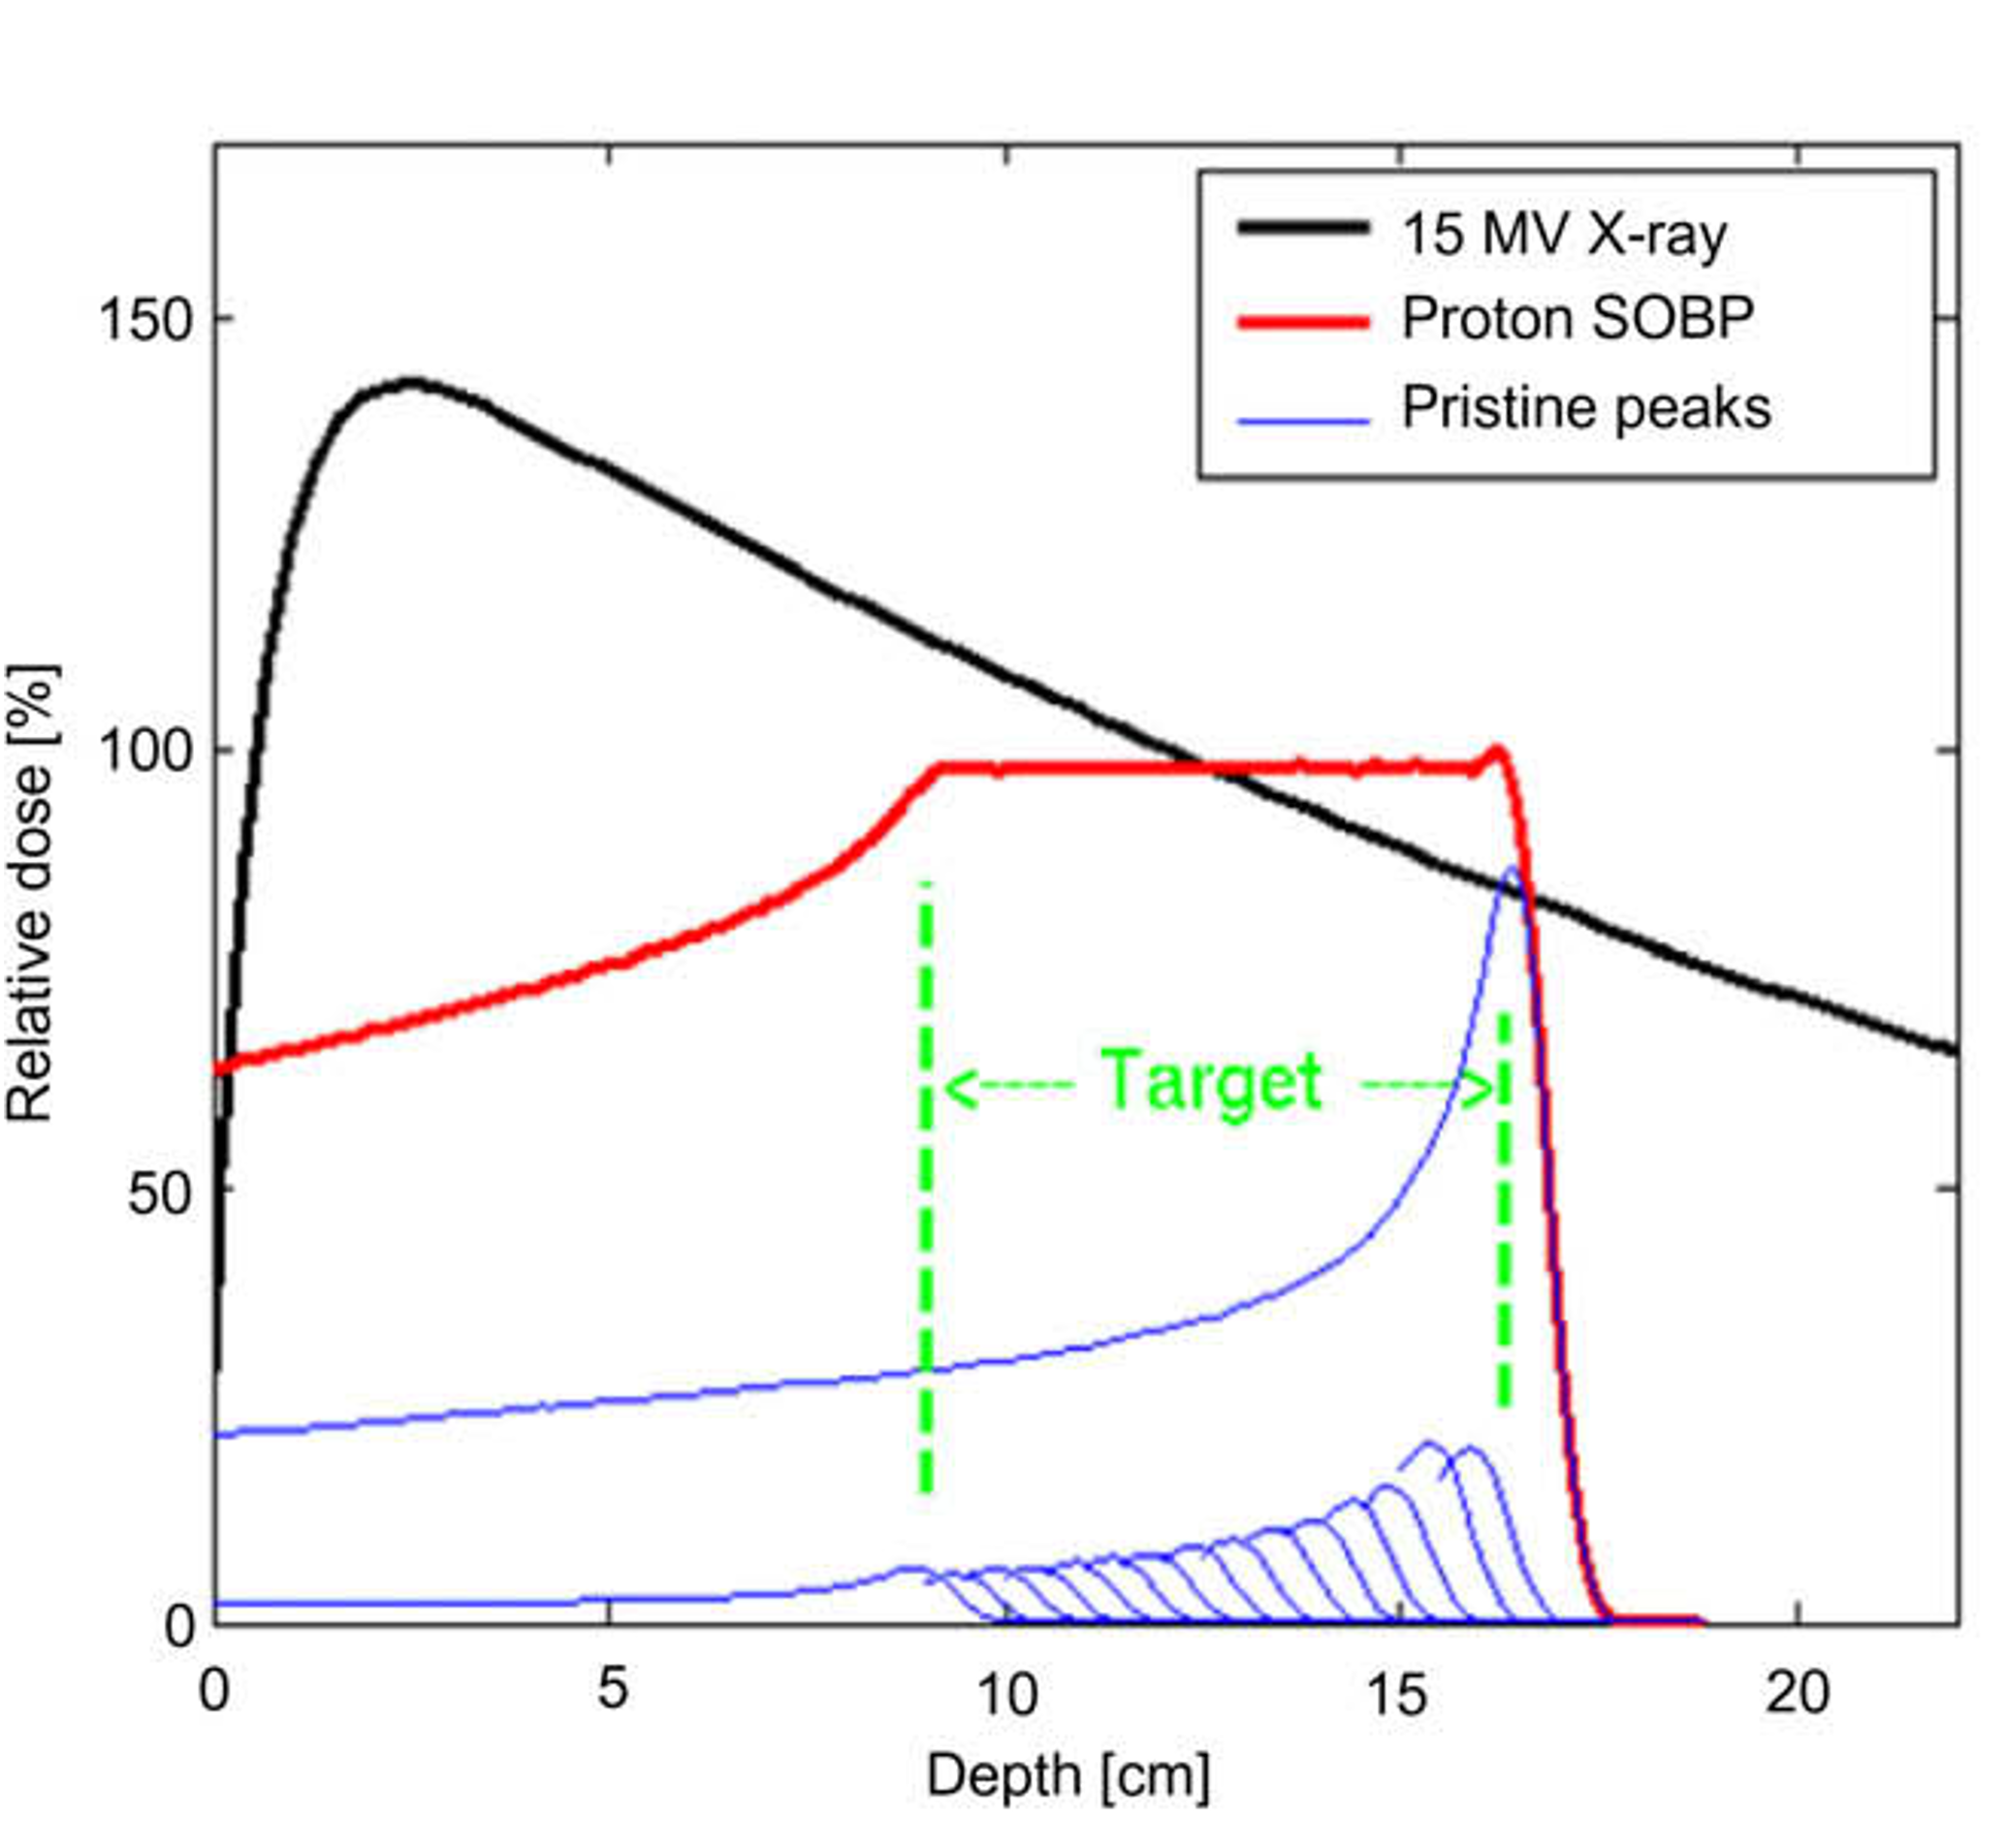 15 MV X-ray
Proton SOBP
Pristine peaks
150
100
50
0
Relative dose [%]
Target
0 5 10 15 20
Depth [cm]